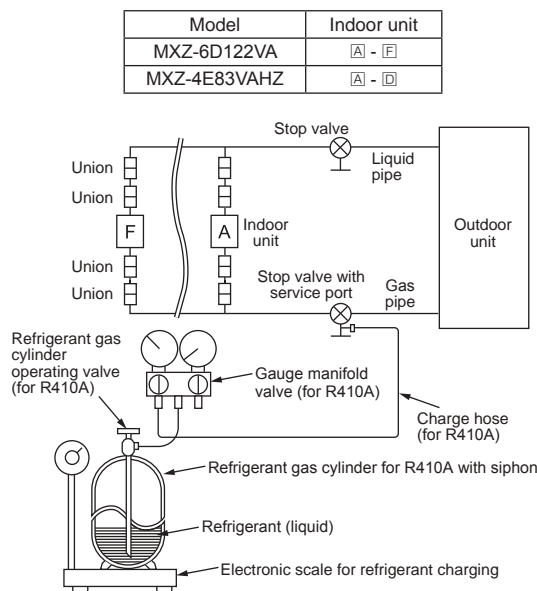 Model Indoor unit
MXZ-6D122VA A - F
MXZ-4E83VAHZ A - D
Stop valve
Liquid
pipe
Union
Union
F
A
Indoor
unit
Outdoor
unit
Union
Union
Stop valve with
service port
Gas
pipe
Refrigerant gas
cylinder
operating valve
(for R410A)
Gauge manifold
valve (for R410A)
Charge hose
(for R410A)
Refrigerant gas cylinder for R410A with siphon
Refrigerant (liquid)
Electronic scale for refrigerant charging